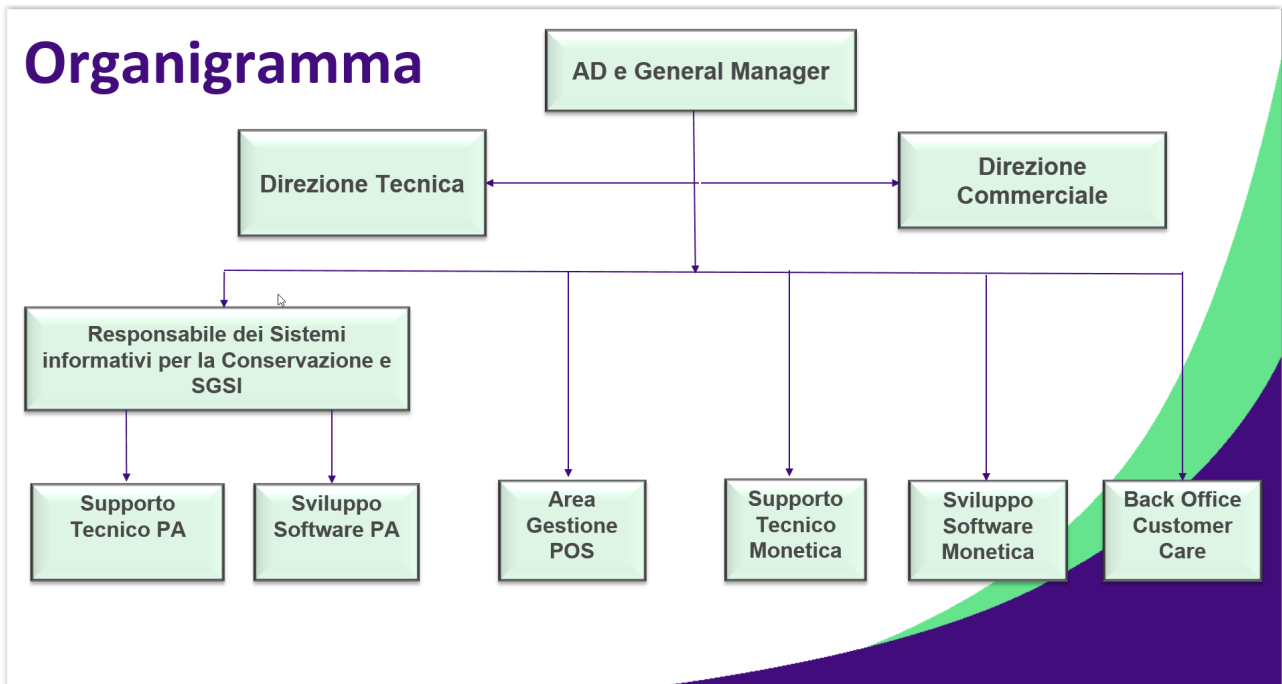 Organigramma
AD e General Manager
Direzione Tecnica
Direzione
Commerciale
Responsabile dei Sistemi
informativi per la Conservazione e
SGSI
Supporto
Tecnico PA
Sviluppo
Software PA
Area
Gestione
POS
Supporto
Tecnico
Monetica
Sviluppo
Software
Monetica
Back Office
Customer
Care